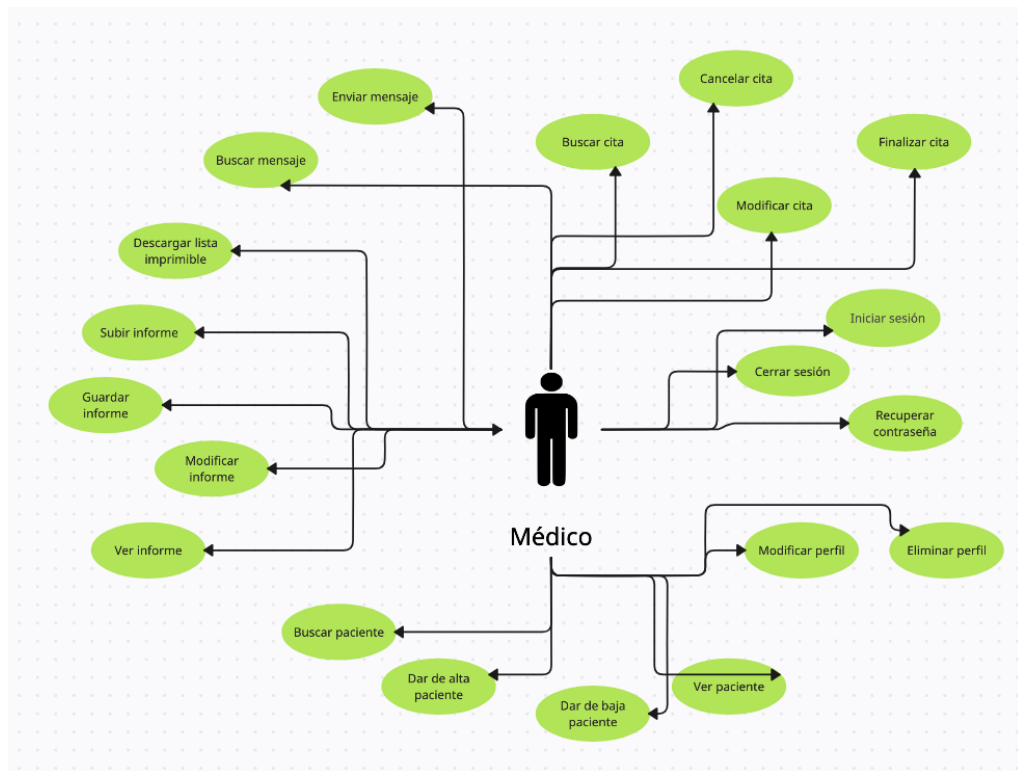 Cancelar cita
Enviar mensaje
Buscar cita
Finalizar cita
Buscar mensaje
Modificar cita
Descargar lista
imprimible
Iniciar sesión
Subir informe
Cerrar sesión
Guardar
informe
Recuperar
contraseña
Modificar
informe
Médico
Ver informe
Modificar perfil
Eliminar perfil
Buscar paciente
Dar de alta
paciente
Ver paciente
Dar de baja
paciente